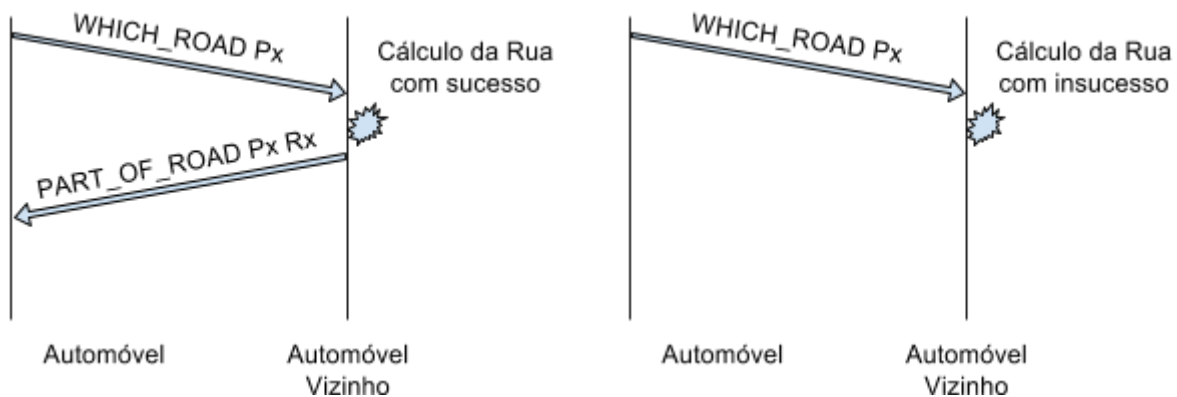 WHICH_ROAD Px
Cálculo da Rua
com sucesso
PART_OF_ROAD Px Rx
Automóvel
Automóvel
Vizinho
WHICH_ROAD Px
Cálculo da Rua
com insucesso
Automóvel
Automóvel
Vizinho